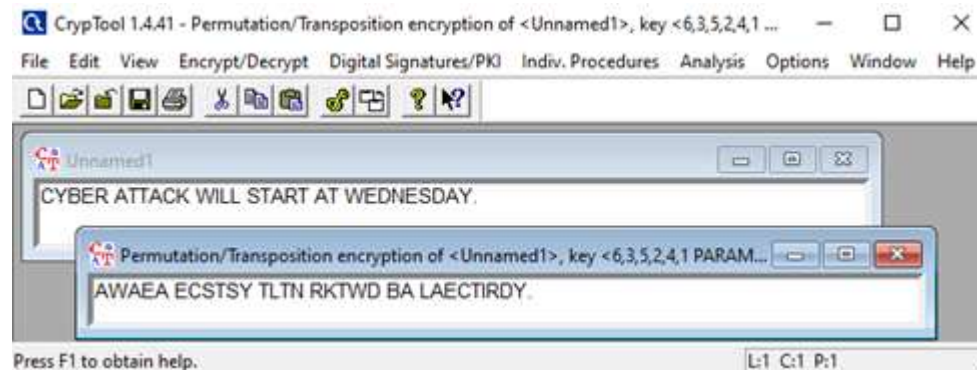 CrypTool 1.4.41 - Permutation/Transposition encryption of <Unnamed1>, key <6,3,5,2,4,1 ...
File Edit View Encrypt/Decrypt Digital Signatures/PKI Indiv. Procedures Analysis Options Window Help
Unnamed1
CYBER ATTACK WILL START AT WEDNESDAY.
Permutation/Transposition encryption of <Unnamed1>, key <6,3,5,2,4,1 PARAM...
AWAEA ECSTSY TLTN RKTWD BA LAECTIRDY.
Press F1 to obtain help.
L:1 C:1 P:1